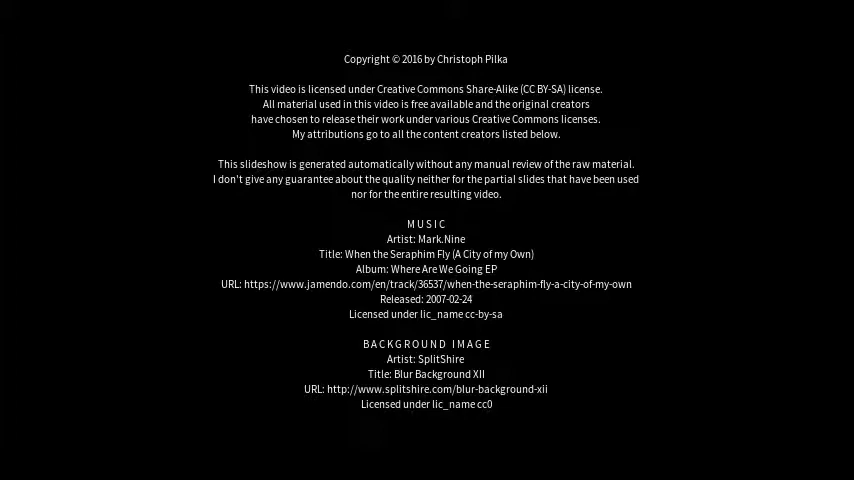 Copyright © 2016 by Christoph Pilka
This video is licensed under Creative Commons Share-Alike (CC BY-SA) license.
All material used in this video is free available and the original creators
have chosen to release their work under various Creative Commons licenses.
My attributions go to all the content creators listed below.
This slideshow is generated automatically without any manual review of the raw material.
I don't give any guarantee about the quality neither for the partial slides that have been used
nor for the entire resulting video.
M U S I C
Artist: Mark.Nine
Title: When the Seraphim Fly (A City of my Own)
Album: Where Are We Going EP
URL: https://www.jamendo.com/en/track/36537/when-the-seraphim-fly-a-city-of-my-own
Released: 2007-02-24
Licensed under lic_name cc-by-sa
B A C K G R O U N D   I M A G E
Artist: SplitShire
Title: Blur Background XII
URL: http://www.splitshire.com/blur-background-xii
Licensed under lic_name cc0